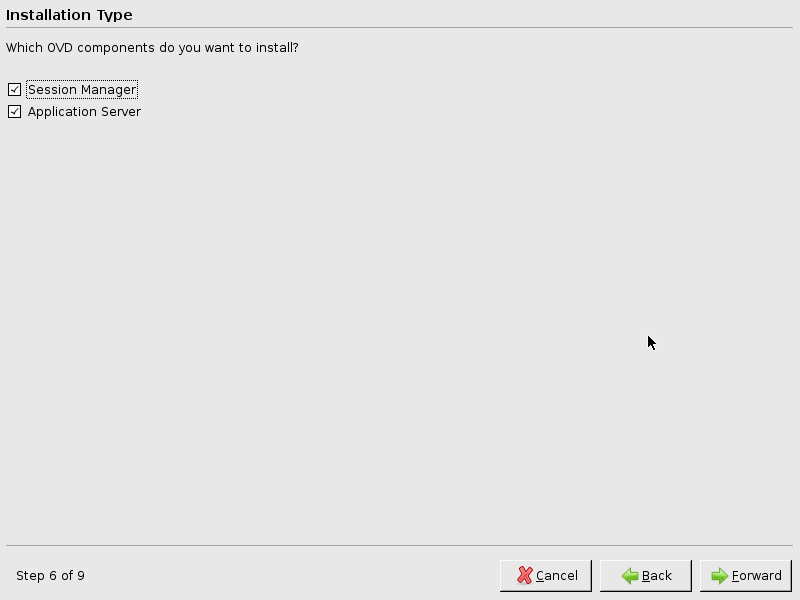 Installation Type
Which OVD components do you want to install?
Session Manager
Application Server
Step 6 of 9
Cancel
Back
Forward